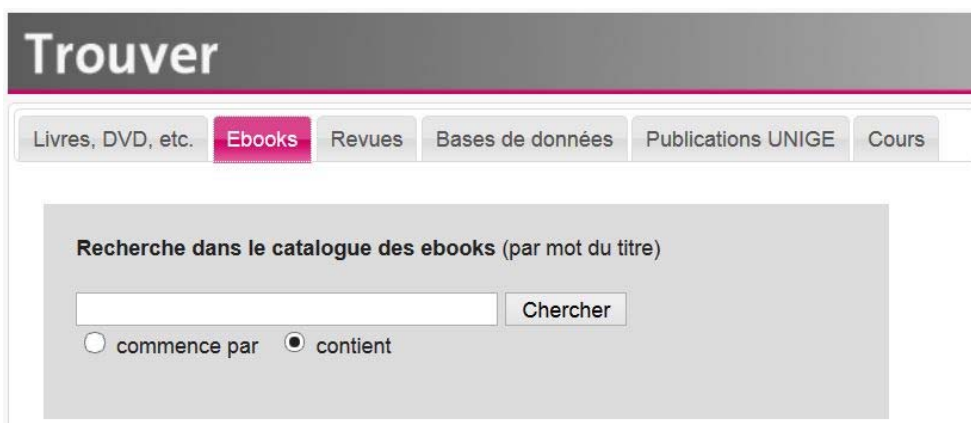 Trouver
Livres, DVD, etc. Ebooks Revues Bases de données Publications UNIGE Cours
Recherche dans le catalogue des ebooks (par mot du titre)
Chercher
commence par contient